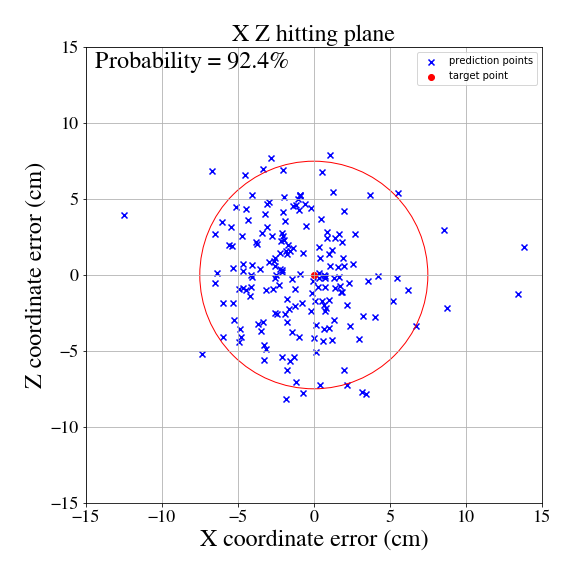 X Z hitting plane
Probability = 92.4%
prediction points
target point
Z coordinate error (cm)
15
10
5
0
−5
−10
−15
−15
−10
−5
0
5
10
15
X coordinate error (cm)